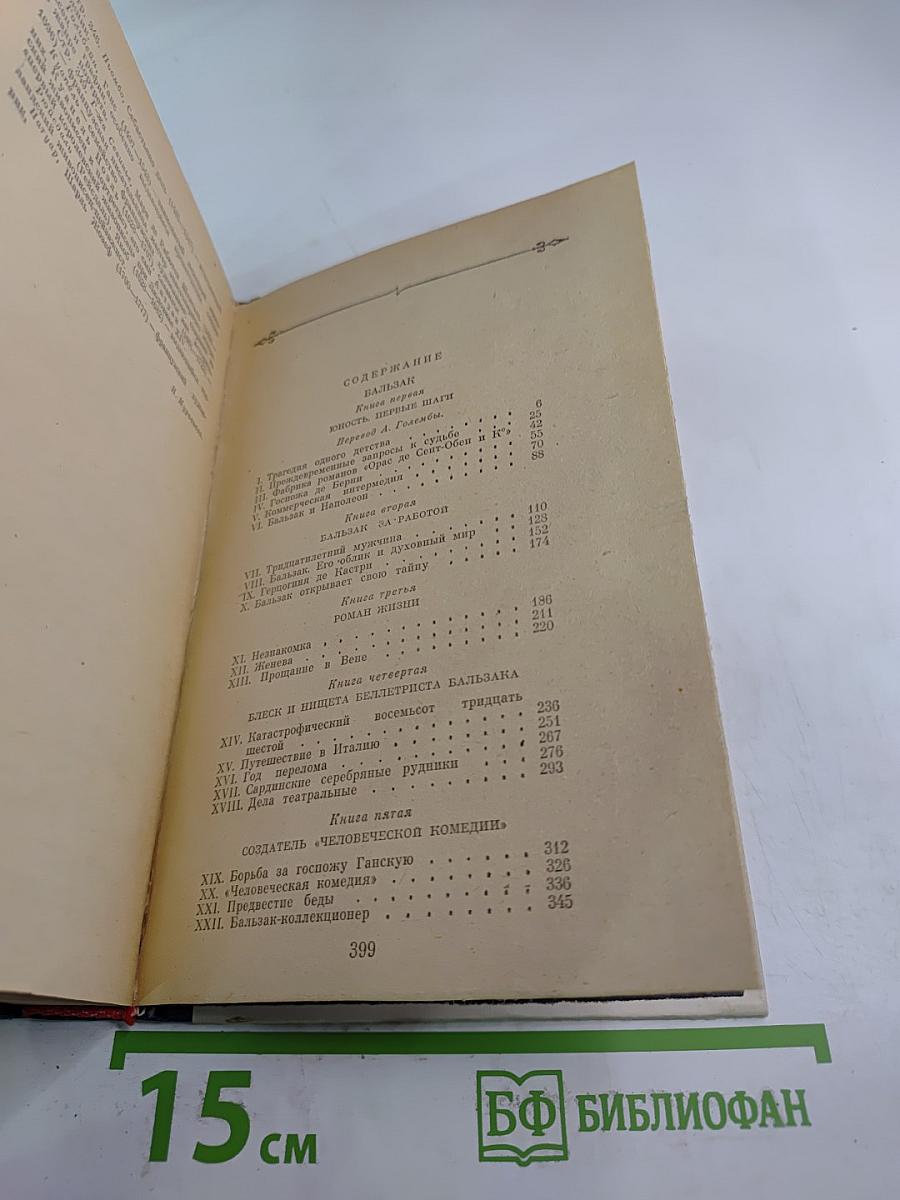 СОДЕРЖАНИЕ
БАЛЬЗАК
Книга первая
ЮНОСТЬ. ПЕРВЫЕ ШАГИ
Перевод А. Голембы.
I. Трагедия одного детства . . . . . . . 6
II. Преждевременные запросы к судьбе . . . 25
III. Фабрика романов «Орас де Сент-Обен и К°» 42
IV. Госпожа де Берни . . . . . . . . . 55
V. Коммерческая интермедия . . . . . . . 70
VI. Бальзак и Наполеон . . . . . . . . . 88
Книга вторая
БАЛЬЗАК ЗА РАБОТОЙ
VII. Тридцатилетний мужчина . . . . . . . 110
VIII. Бальзак. Его облик и духовный мир . . . 128
IX. Герцогиня де Кастри . . . . . . . . . 152
X. Бальзак открывает свою тайну . . . . . 174
Книга третья
РОМАН ЖИЗНИ
XI. Незнакомка . . . . . . . . . . . 186
XII. Женева . . . . . . . . . . . . 211
XIII. Прощание в Вене . . . . . . . . . 220
Книга четвертая
БЛЕСК И НИЩЕТА БЕЛЛЕТРИСТА БАЛЬЗАКА
XIV. Катастрофический восемьсот тридцать
шестой . . . . . . . . . . . . 236
XV. Путешествие в Италию . . . . . . . . 251
XVI. Год перелома . . . . . . . . . . 267
XVII. Сардинские серебряные рудники . . . . 276
XVIII. Дела театральные . . . . . . . . . 293
Книга пятая
СОЗДАТЕЛЬ «ЧЕЛОВЕЧЕСКОЙ КОМЕДИИ»
XIX. Борьба за госпожу Ганскую . . . . . . 312
XX. «Человеческая комедия» . . . . . . . . 326
XXI. Предвестие беды . . . . . . . . . 336
XXII. Бальзак-коллекционер . . . . . . . . 345
399
15 см
БФ БИБЛИОФАН